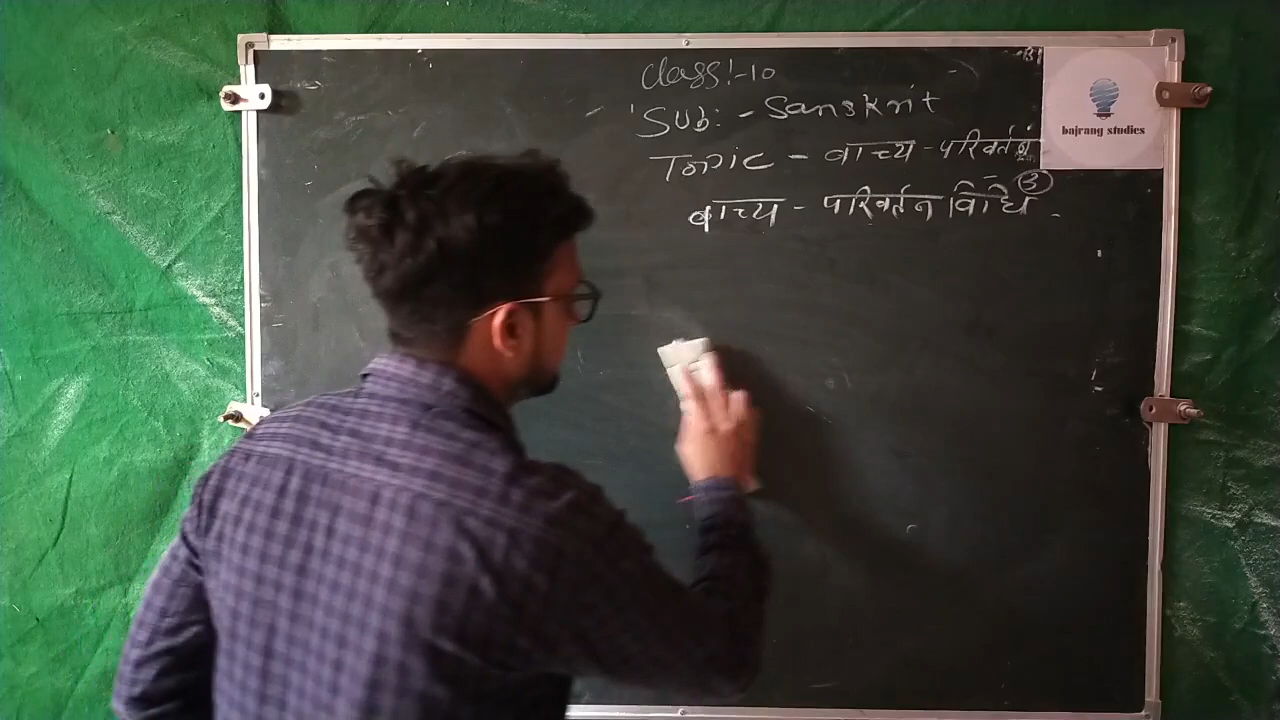 Class:-10
Sub:- Sanskrit
Topic - वाच्य - परिवर्तनं
③
वाच्य - परिवर्तन विधि -
bajrang studies